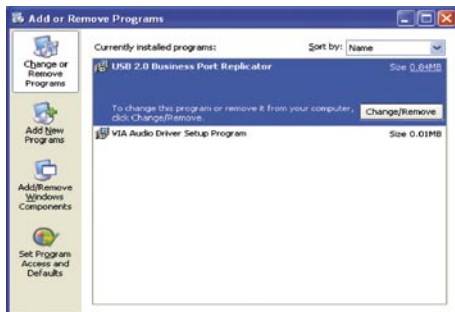 Add or Remove Programs
Change or
Remove
Programs
Add New
Programs
Add/Remove
Windows
Components
Set Program
Access and
Defaults
Currently installed programs:
Sort by: Name
USB 2.0 Business Port Replicator
Size 0.84MB
To change this program or remove it from your computer,
click Change/Remove.
Change/Remove
VIA Audio Driver Setup Program
Size 0.01MB